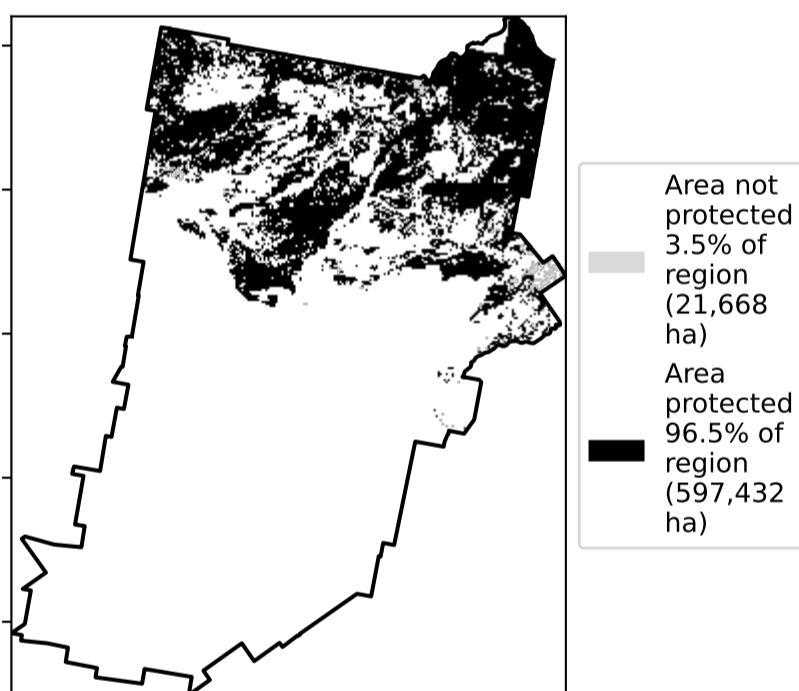 Area not
protected
3.5% of
region
(21,668
ha)
Area
protected
96.5% of
region
(597,432
ha)